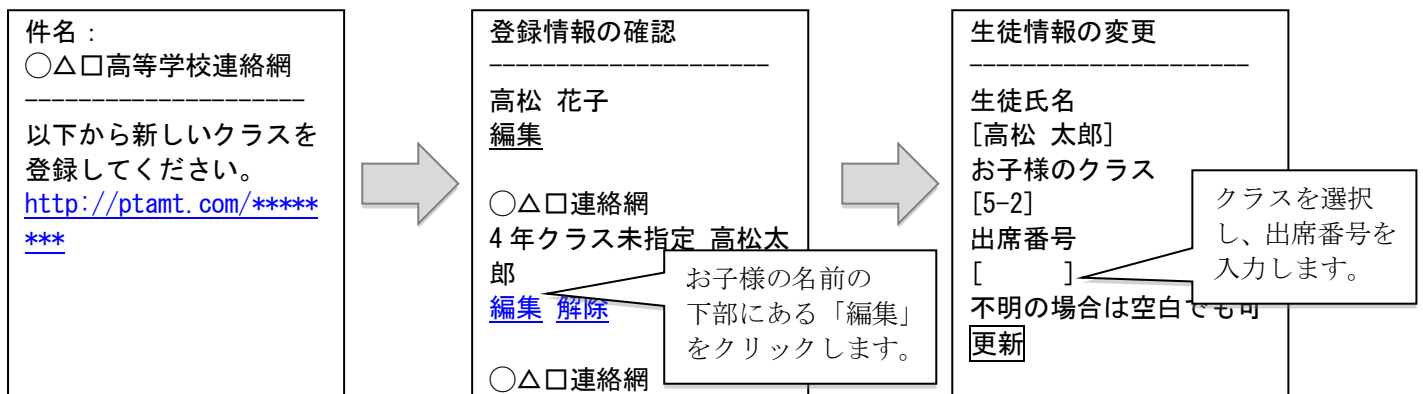 件名：
○△□高等学校連絡網
---------------------
以下から新しいクラスを
登録してください。
http://ptamt.com/*****
***
登録情報の確認
---------------------
高松 花子
編集
○△□連絡網
4年クラス未指定 高松太
郎
編集 解除
○△□連絡網
お子様の名前の
下部にある「編集」
をクリックします。
生徒情報の変更
---------------------
生徒氏名
[高松 太郎]
お子様のクラス
[5-2]
出席番号
[　　　]
不明の場合は空白でも可
更新
クラスを選択
し、出席番号を
入力します。